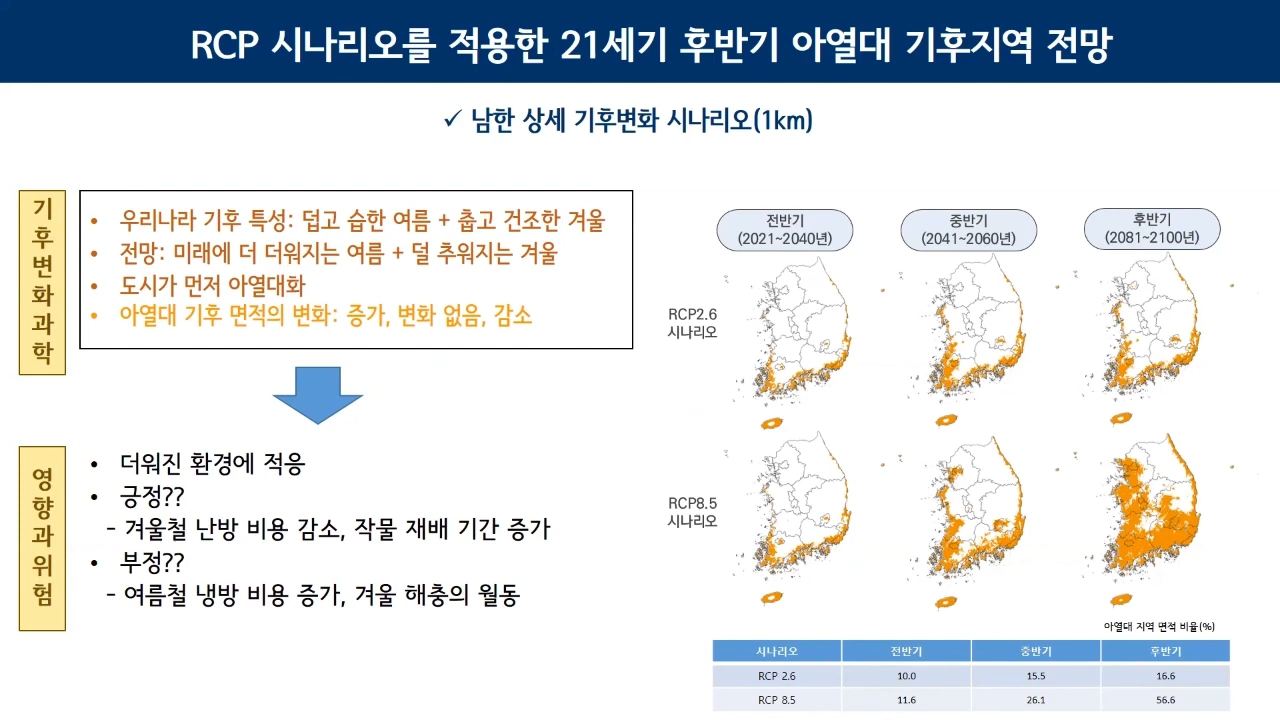 RCP 시나리오를 적용한 21세기 후반기 아열대 기후지역 전망
✓ 남한 상세 기후변화 시나리오(1km)
기후변화과학
• 우리나라 기후 특성: 덥고 습한 여름 + 춥고 건조한 겨울
• 전망: 미래에 더 더워지는 여름 + 덜 추워지는 겨울
• 도시가 먼저 아열대화
• 아열대 기후 면적의 변화: 증가, 변화 없음, 감소
영향과위험
• 더워진 환경에 적응
• 긍정??
- 겨울철 난방 비용 감소, 작물 재배 기간 증가
• 부정??
- 여름철 냉방 비용 증가, 겨울 해충의 월동
전반기
(2021~2040년)
중반기
(2041~2060년)
후반기
(2081~2100년)
RCP2.6
시나리오
RCP8.5
시나리오
아열대 지역 면적 비율(%)
시나리오 전반기 중반기 후반기
RCP 2.6 10.0 15.5 16.6
RCP 8.5 11.6 26.1 56.6